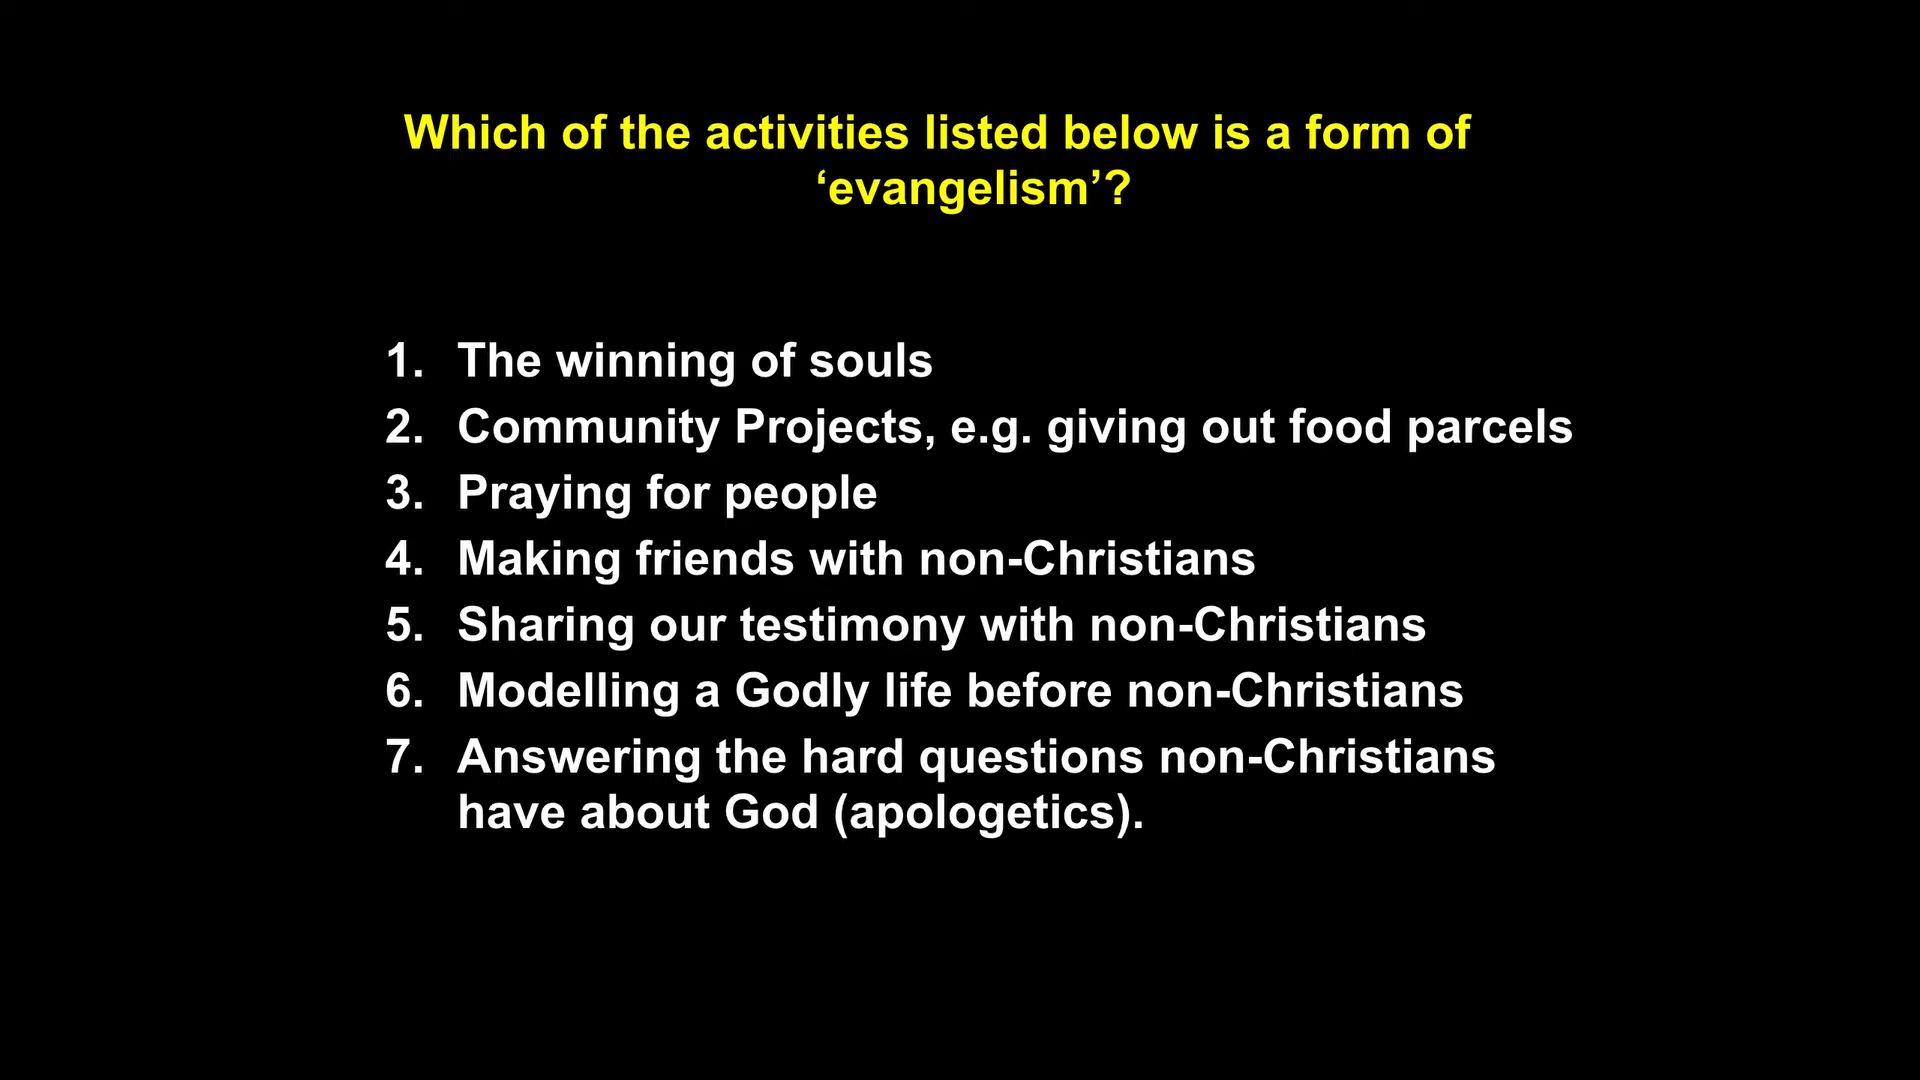 Which of the activities listed below is a form of
‘evangelism’?
1. The winning of souls
2. Community Projects, e.g. giving out food parcels
3. Praying for people
4. Making friends with non-Christians
5. Sharing our testimony with non-Christians
6. Modelling a Godly life before non-Christians
7. Answering the hard questions non-Christians
have about God (apologetics).